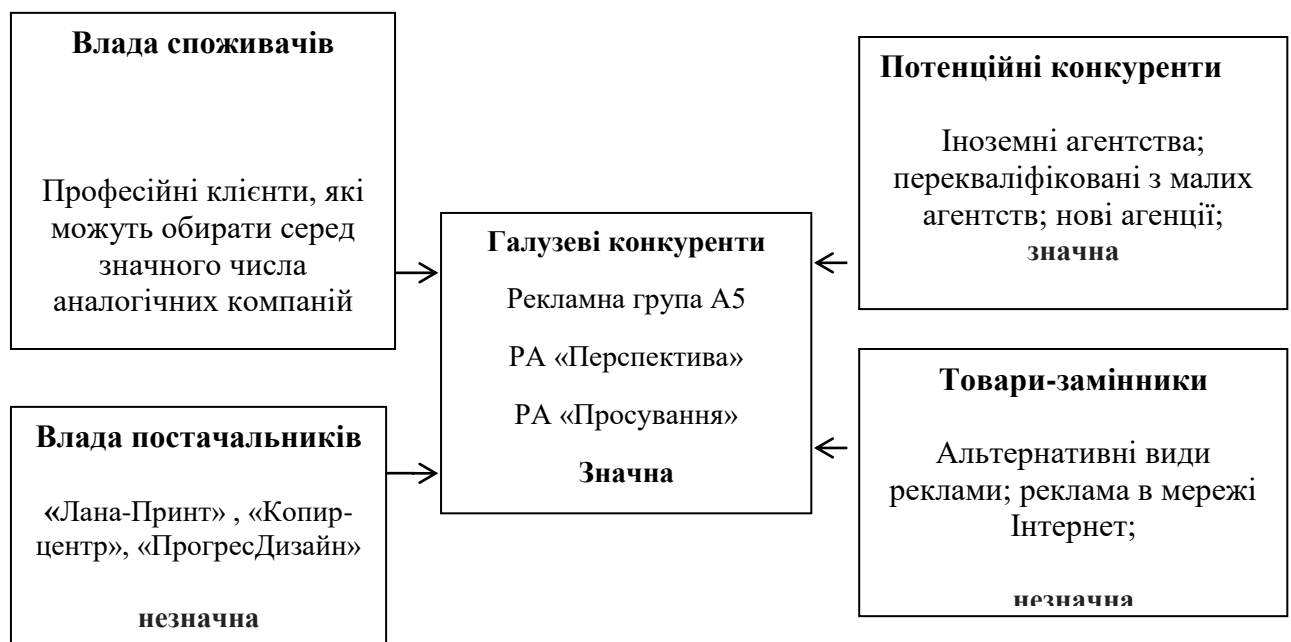 Влада споживачів
Професійні клієнти, які
можуть обирати серед
значного числа
аналогічних компаній
Влада постачальників
«Лана-Принт» , «Копир-
центр», «ПрогресДизайн»
незначна
Галузеві конкуренти
Рекламна група А5
РА «Перспектива»
РА «Просування»
Значна
Потенційні конкуренти
Іноземні агентства;
перекваліфіковані з малих
агентств; нові агенції;
значна
Товари-замінники
Альтернативні види
реклами; реклама в мережі
Інтернет;
незначна